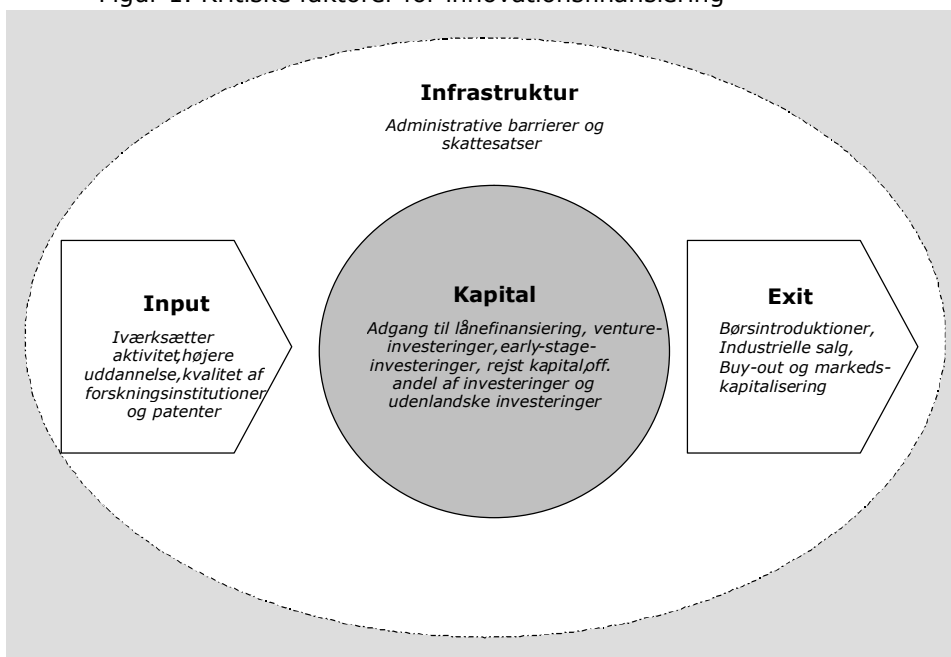 Figur 1: Kritiske faktorer for innovationsfinansiering
Infrastruktur
Administrative barrierer og
skattesatser
Input
Iværksætter
aktivitet,højere
uddannelse,kvalitet af
forskningsinstitutioner
og patenter
Kapital
Adgang til lånefinansiering, venture-
investeringer,early-stage-
investeringer, rejst kapital,off.
andel af investeringer og
udenlandske investeringer
Exit
Børsintroduktioner,
Industrielle salg,
Buy-out og markeds-
kapitalisering